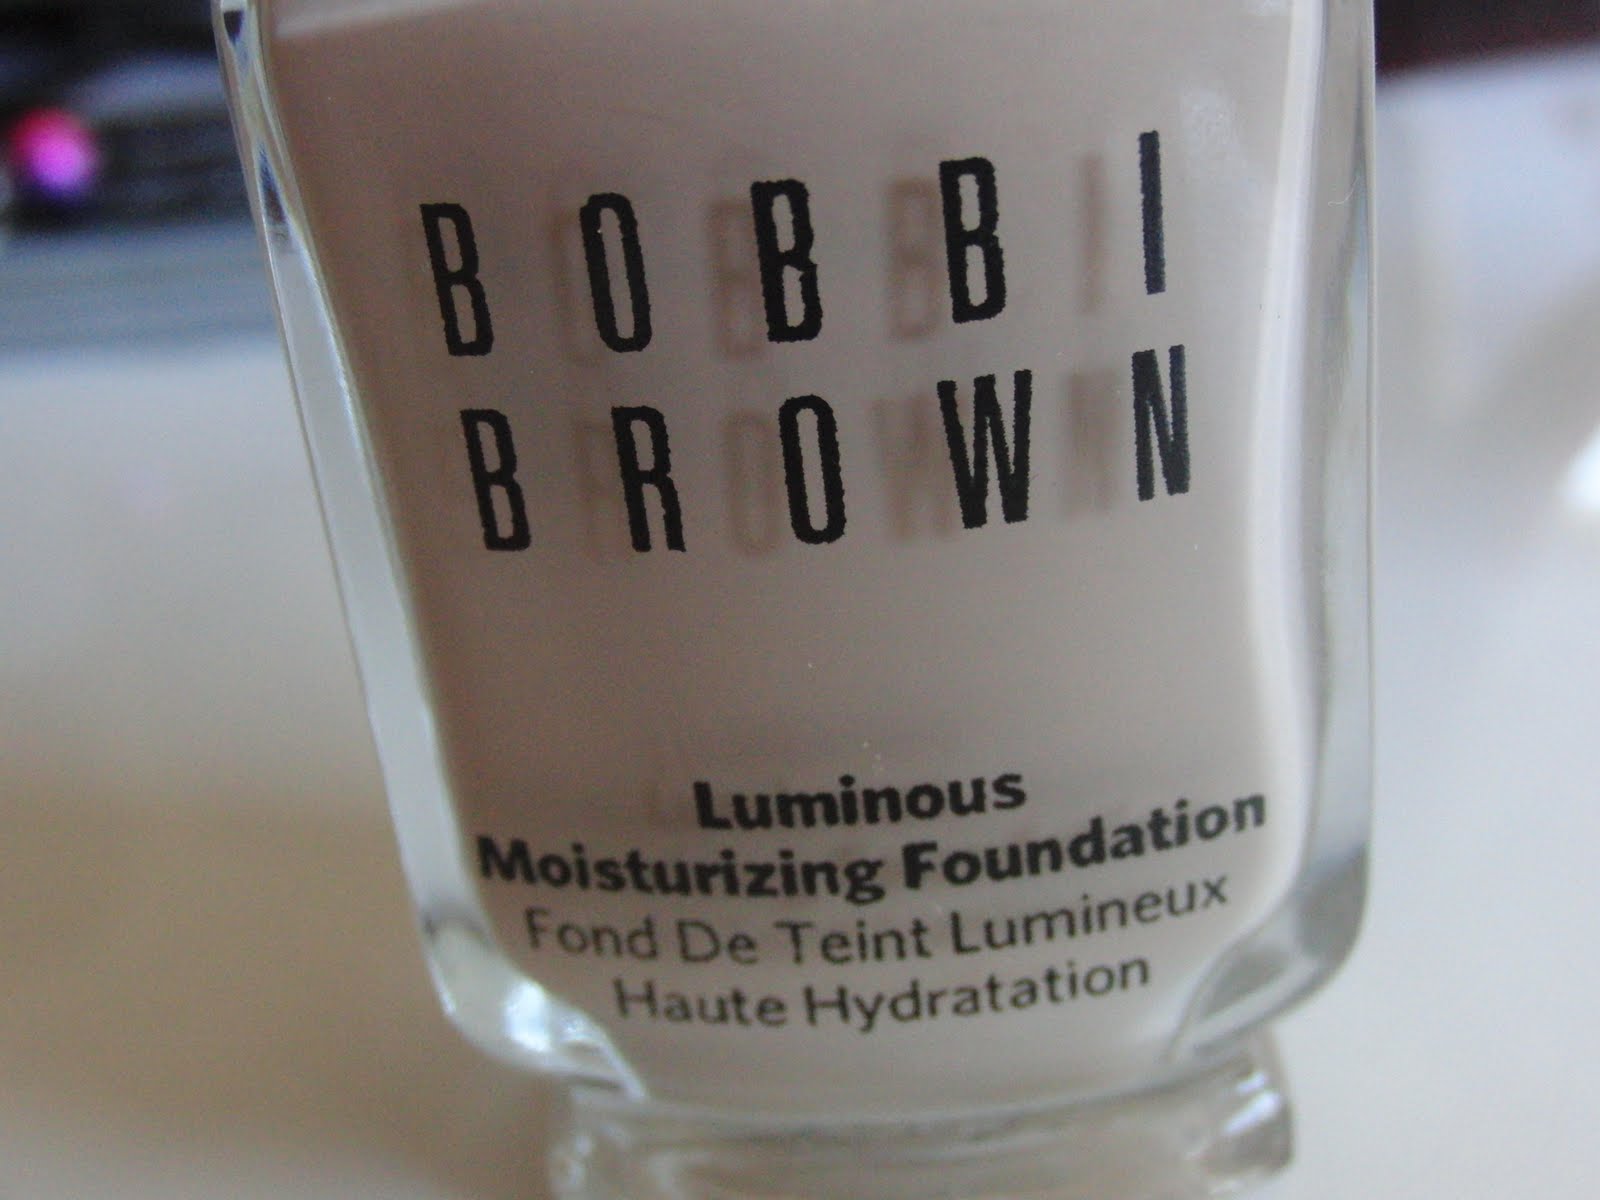 BOBBI
BROWN
Luminous
Moisturizing Foundation
Fond De Teint Lumineux
Haute Hydratation